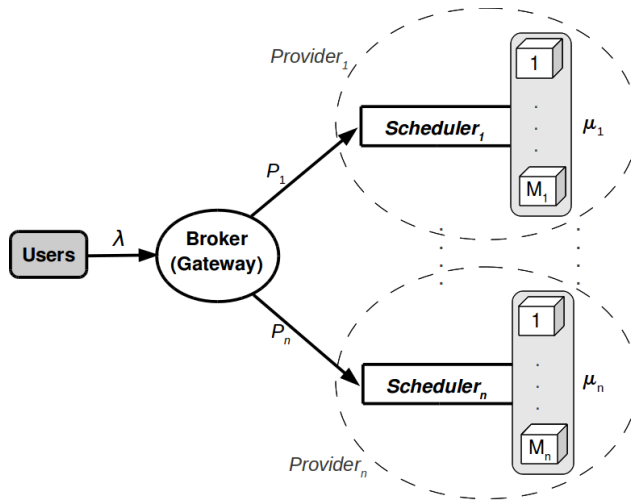 Provider₁
1
Scheduler₁
μ₁
M₁
P₁
Users
λ
Broker
(Gateway)
Pₙ
1
Schedulerₙ
μₙ
Mₙ
Providerₙ